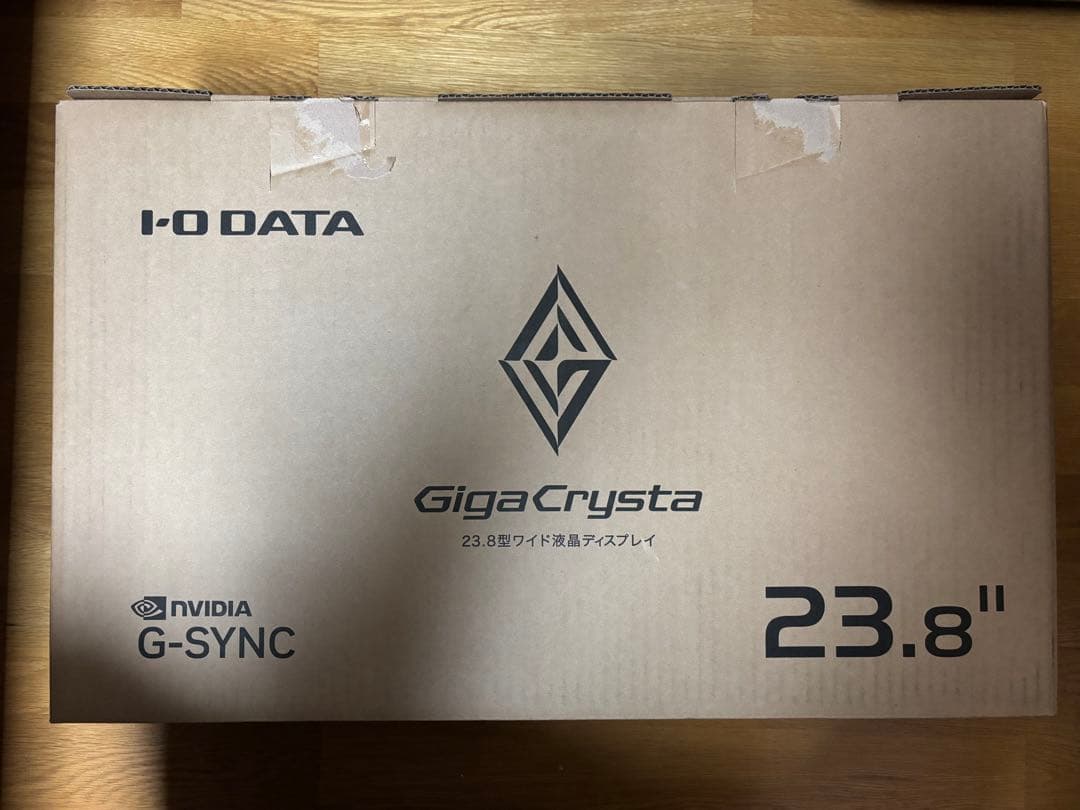 I-O DATA
GigaCrysta
23.8型ワイド液晶ディスプレイ
NVIDIA
G-SYNC
23.8"